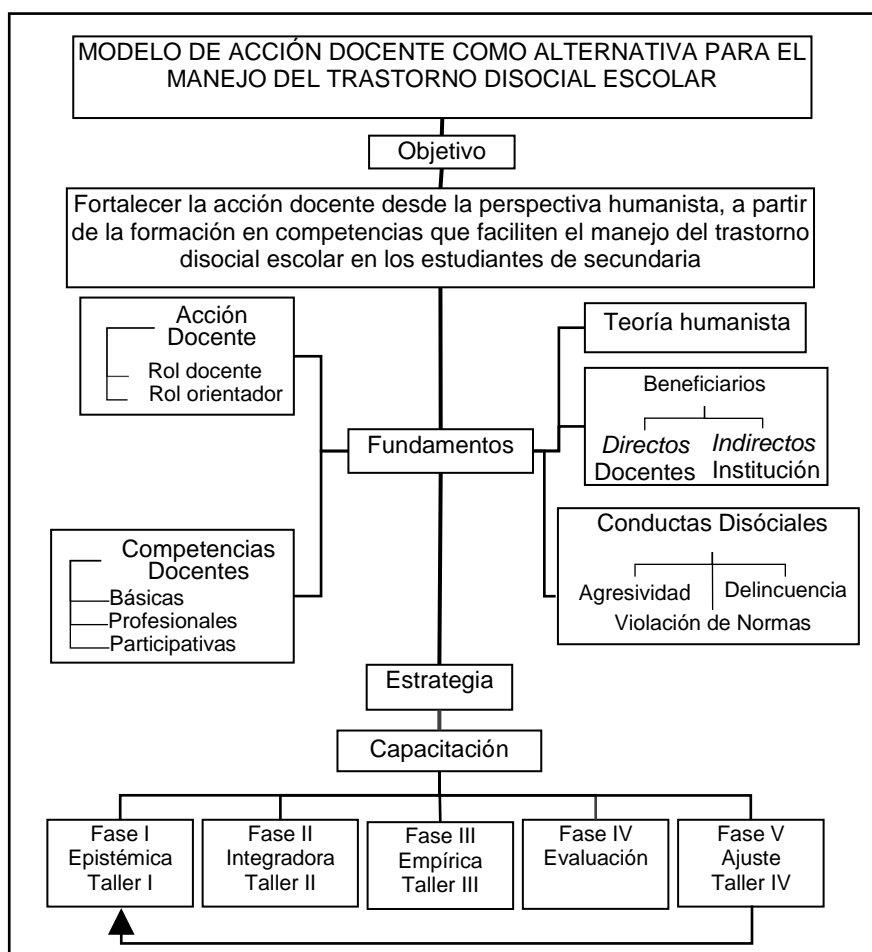 MODELO DE ACCIÓN DOCENTE COMO ALTERNATIVA PARA EL
MANEJO DEL TRASTORNO DISOCIAL ESCOLAR
Objetivo
Fortalecer la acción docente desde la perspectiva humanista, a partir
de la formación en competencias que faciliten el manejo del trastorno
disocial escolar en los estudiantes de secundaria
Acción
Docente
Rol docente
Rol orientador
Teoría humanista
Beneficiarios
Directos Indirectos
Docentes Institución
Fundamentos
Competencias
Docentes
Básicas
Profesionales
Participativas
Conductas Disóciales
Agresividad Delincuencia
Violación de Normas
Estrategia
Capacitación
Fase I
Epistémica
Taller I
Fase II
Integradora
Taller II
Fase III
Empírica
Taller III
Fase IV
Evaluación
Fase V
Ajuste
Taller IV